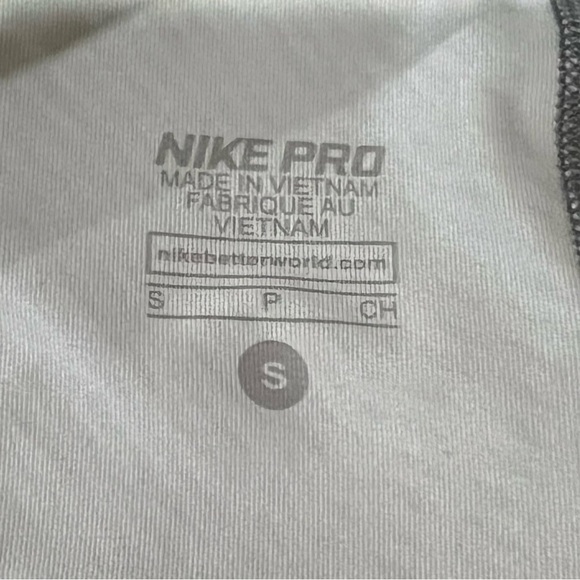 NIKE PRO
MADE IN VIETNAM
FABRIQUE AU
VIETNAM
nikebetterworld.com
S P CH
S